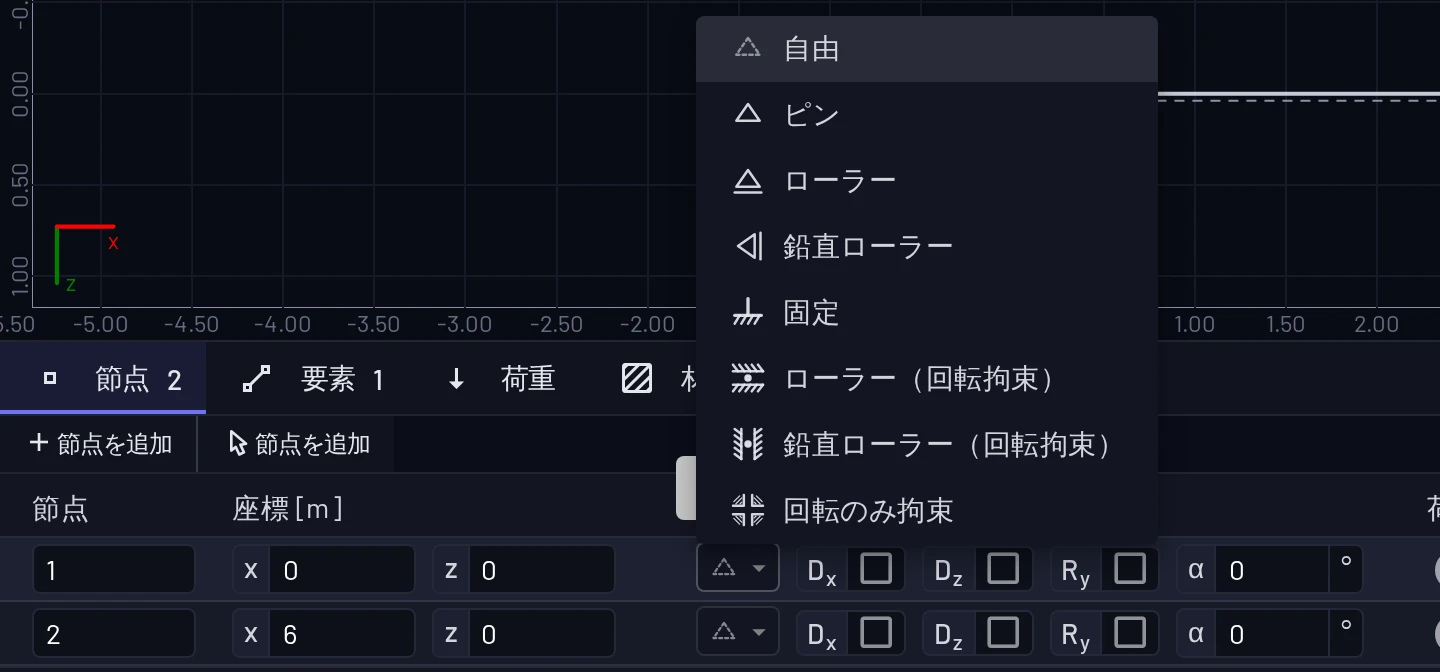 -0.
0.00
0.50
1.00
x
z
5.50 -5.00 -4.50 -4.00 -3.50 -3.00 -2.50 -2.00 1.00 1.50 2.00
自由
ピン
ローラー
鉛直ローラー
固定
ローラー（回転拘束）
鉛直ローラー（回転拘束）
回転のみ拘束
節点 2 要素 1 荷重
+ 節点を追加 節点を追加
節点 座標 [m]
1 x 0 z 0 Dx Dz Ry α 0 °
2 x 6 z 0 Dx Dz Ry α 0 °